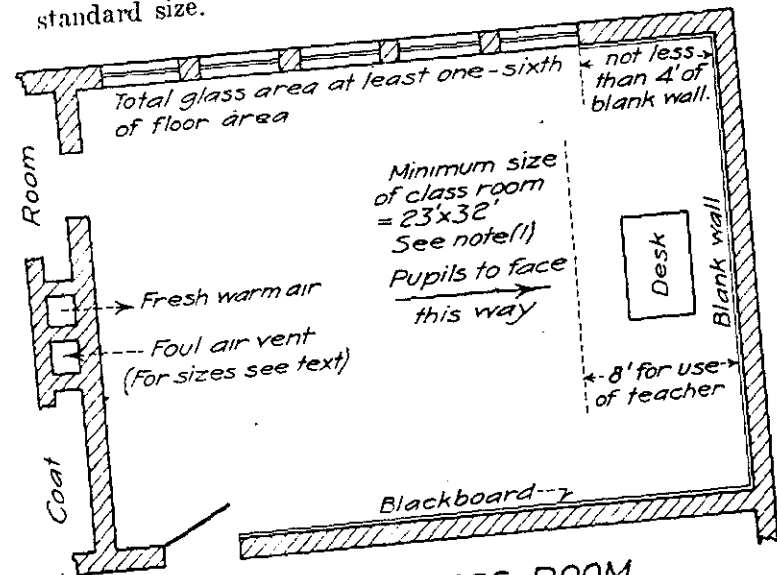 standard size.
Total glass area at least one-sixth
of floor area
not less
than 4' of
blank wall.
Room
Minimum size
of class room
= 23'x32'
See note(1)
Pupils to face
this way
Desk
Blank wall
Fresh warm air
Foul air vent
(For sizes see text)
8' for use
of teacher
Coat
Blackboard
ROOM